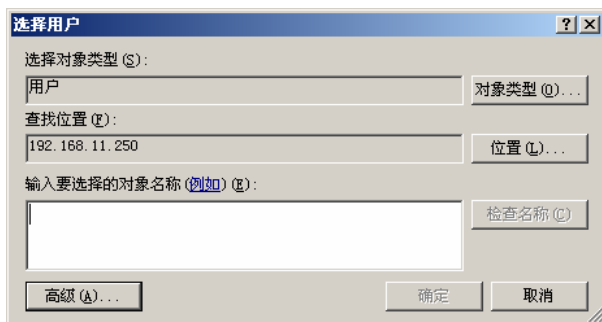 选择用户
选择对象类型(S):
用户
对象类型(O)...
查找位置(F):
192.168.11.250
位置(L)...
输入要选择的对象名称(例如)(E):
检查名称(C)
高级(A)...
确定
取消